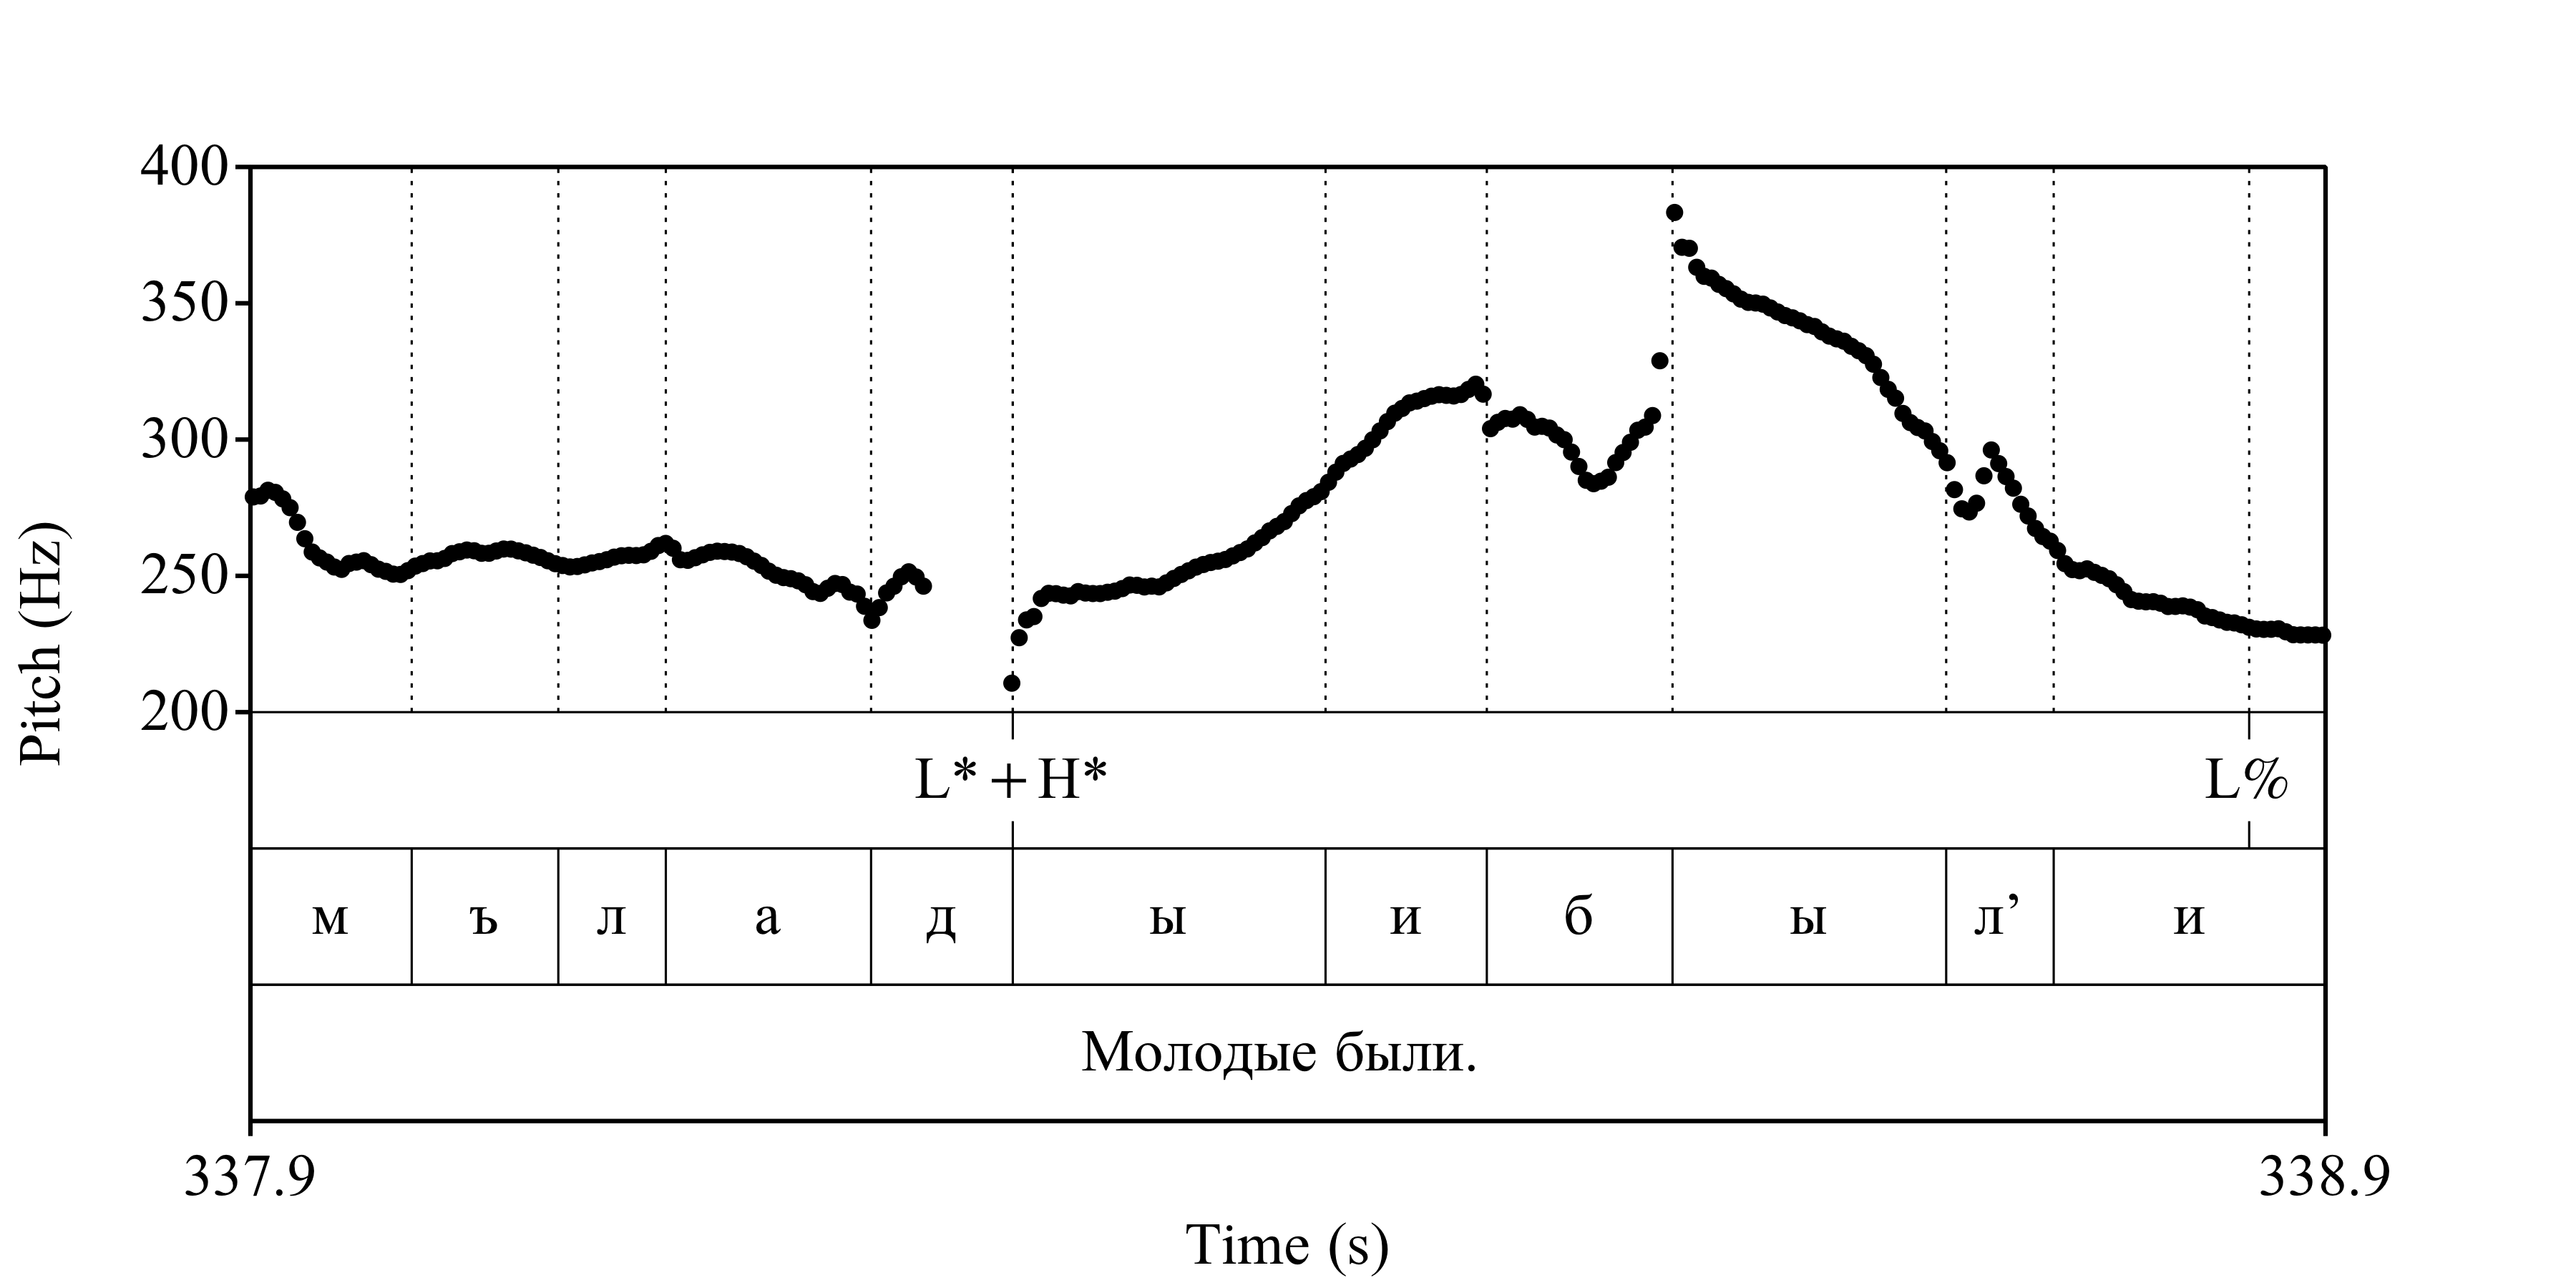 400
350
300
250
200
Pitch (Hz)
L* + H* L%
м ъ л а д ы и б ы л’ и
Молодые были.
337.9 338.9
Time (s)